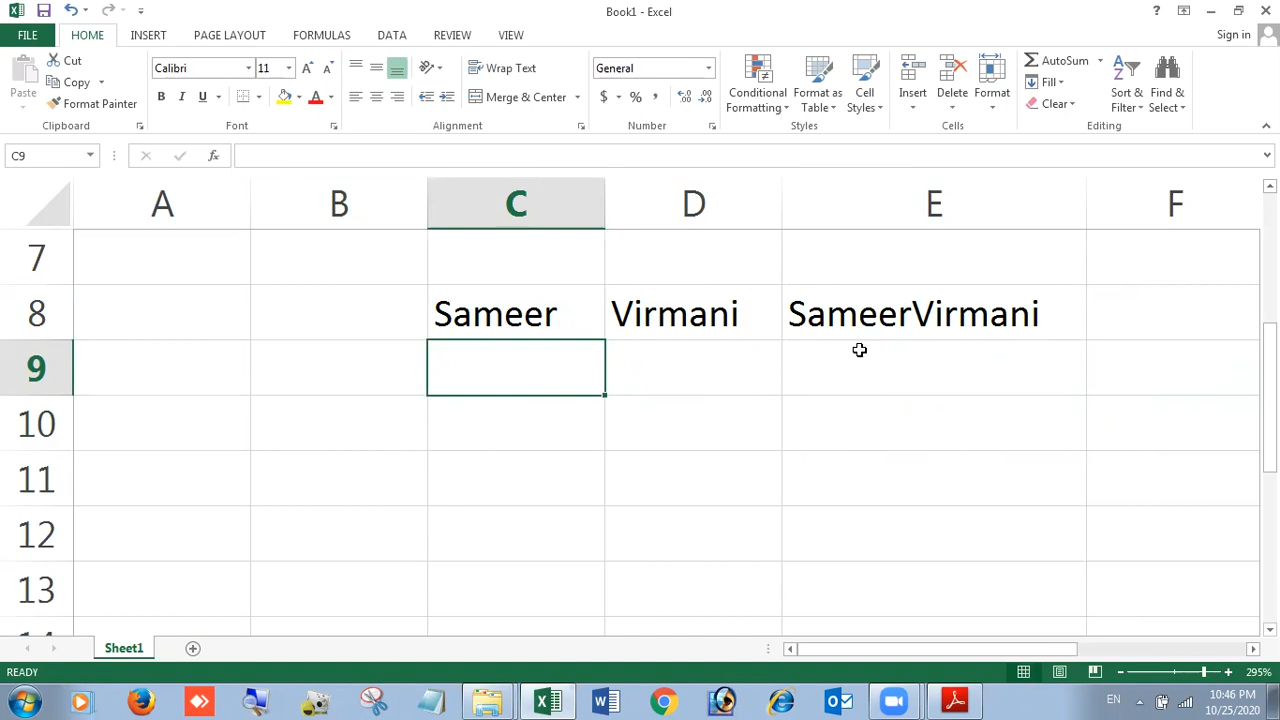 Book1 - Excel
FILE HOME INSERT PAGE LAYOUT FORMULAS DATA REVIEW VIEW Sign in
Paste
Cut
Copy
Format Painter
Clipboard
Calibri 11
B I U A
Font
Wrap Text
Merge & Center
Alignment
General
$ % ,
Number
Conditional Formatting
Format as Table
Cell Styles
Styles
Insert
Delete
Format
Cells
AutoSum
Fill
Clear
Sort & Filter
Find & Select
Editing
C9 fx
A B C D E F
7
8 Sameer Virmani SameerVirmani
9
10
11
12
13
Sheet1
READY 295%
EN 10:46 PM
10/25/2020